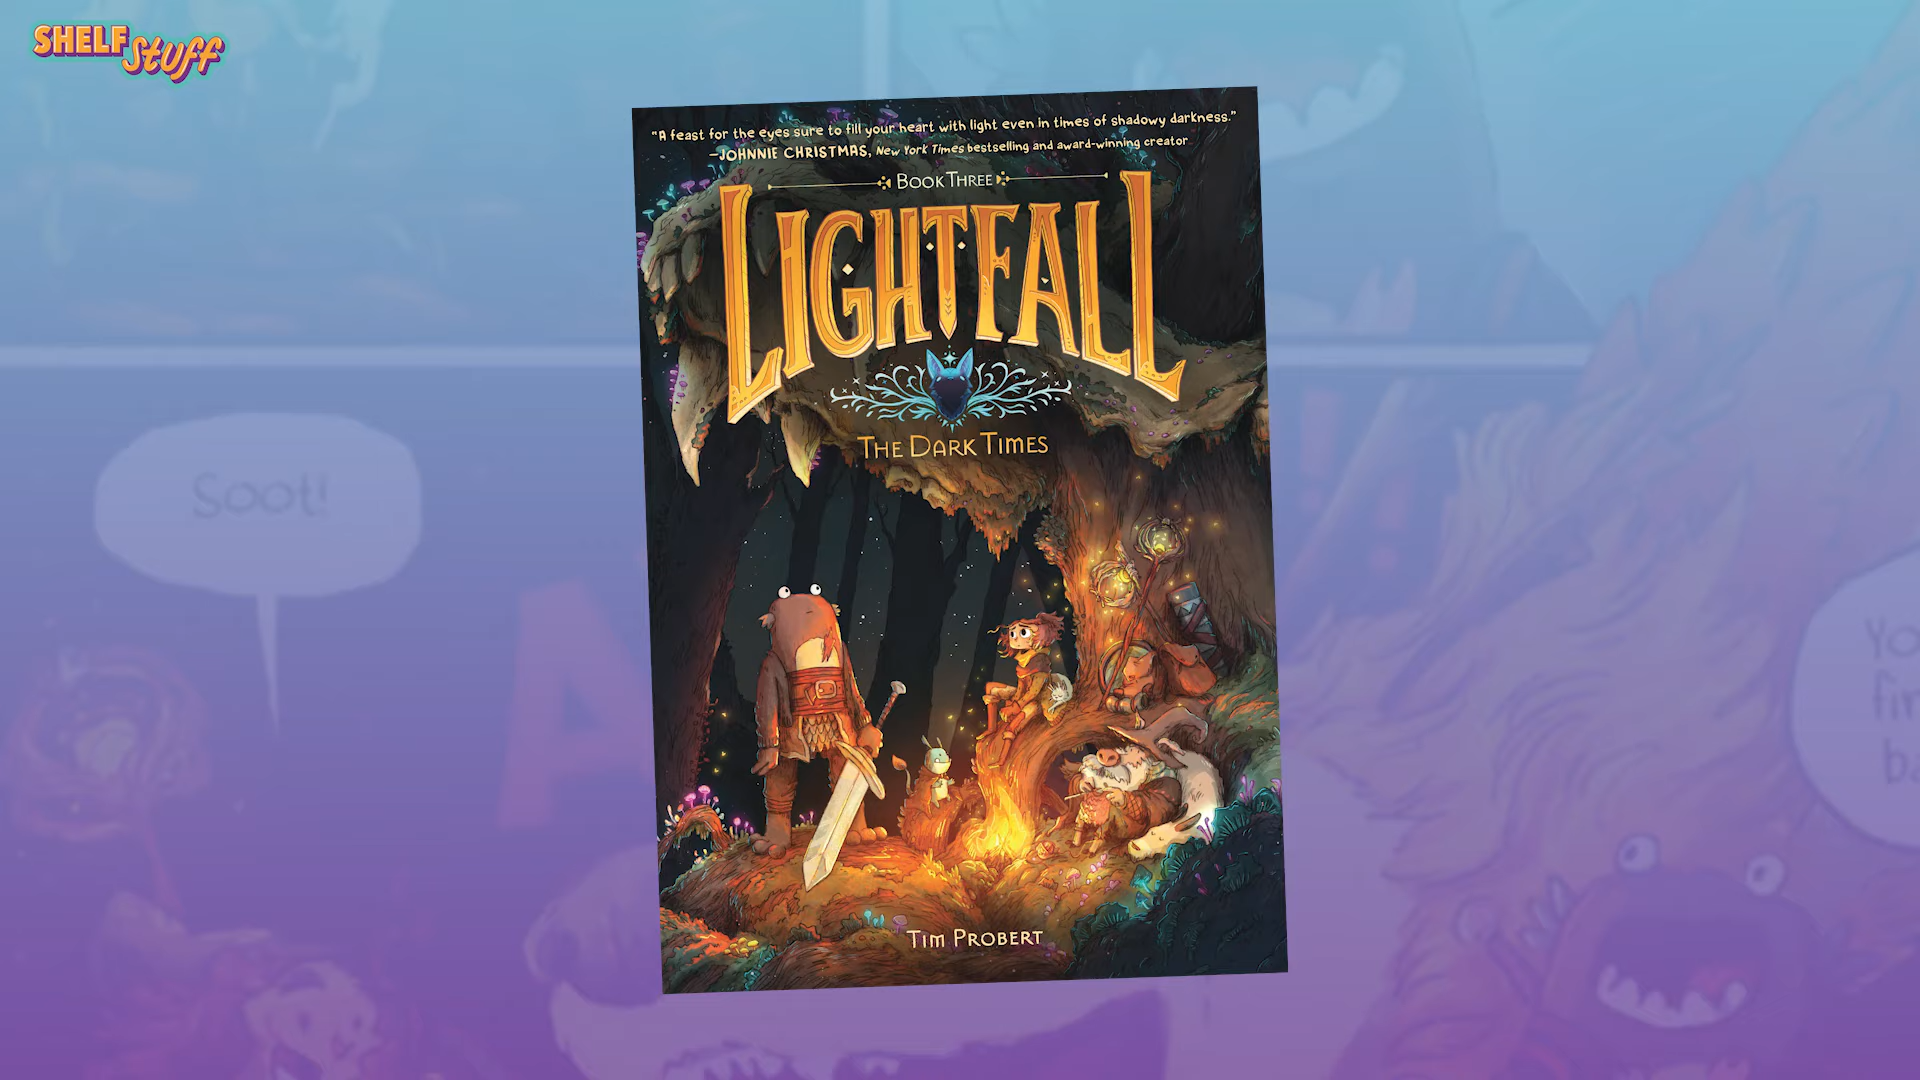 SHELF
Stuff
"A feast for the eyes sure to fill your heart with light even in times of shadowy darkness."
—JOHNNIE CHRISTMAS, New York Times bestselling and award-winning creator
BOOK THREE
LIGHTFALL
THE DARK TIMES
Soot!
TIM PROBERT